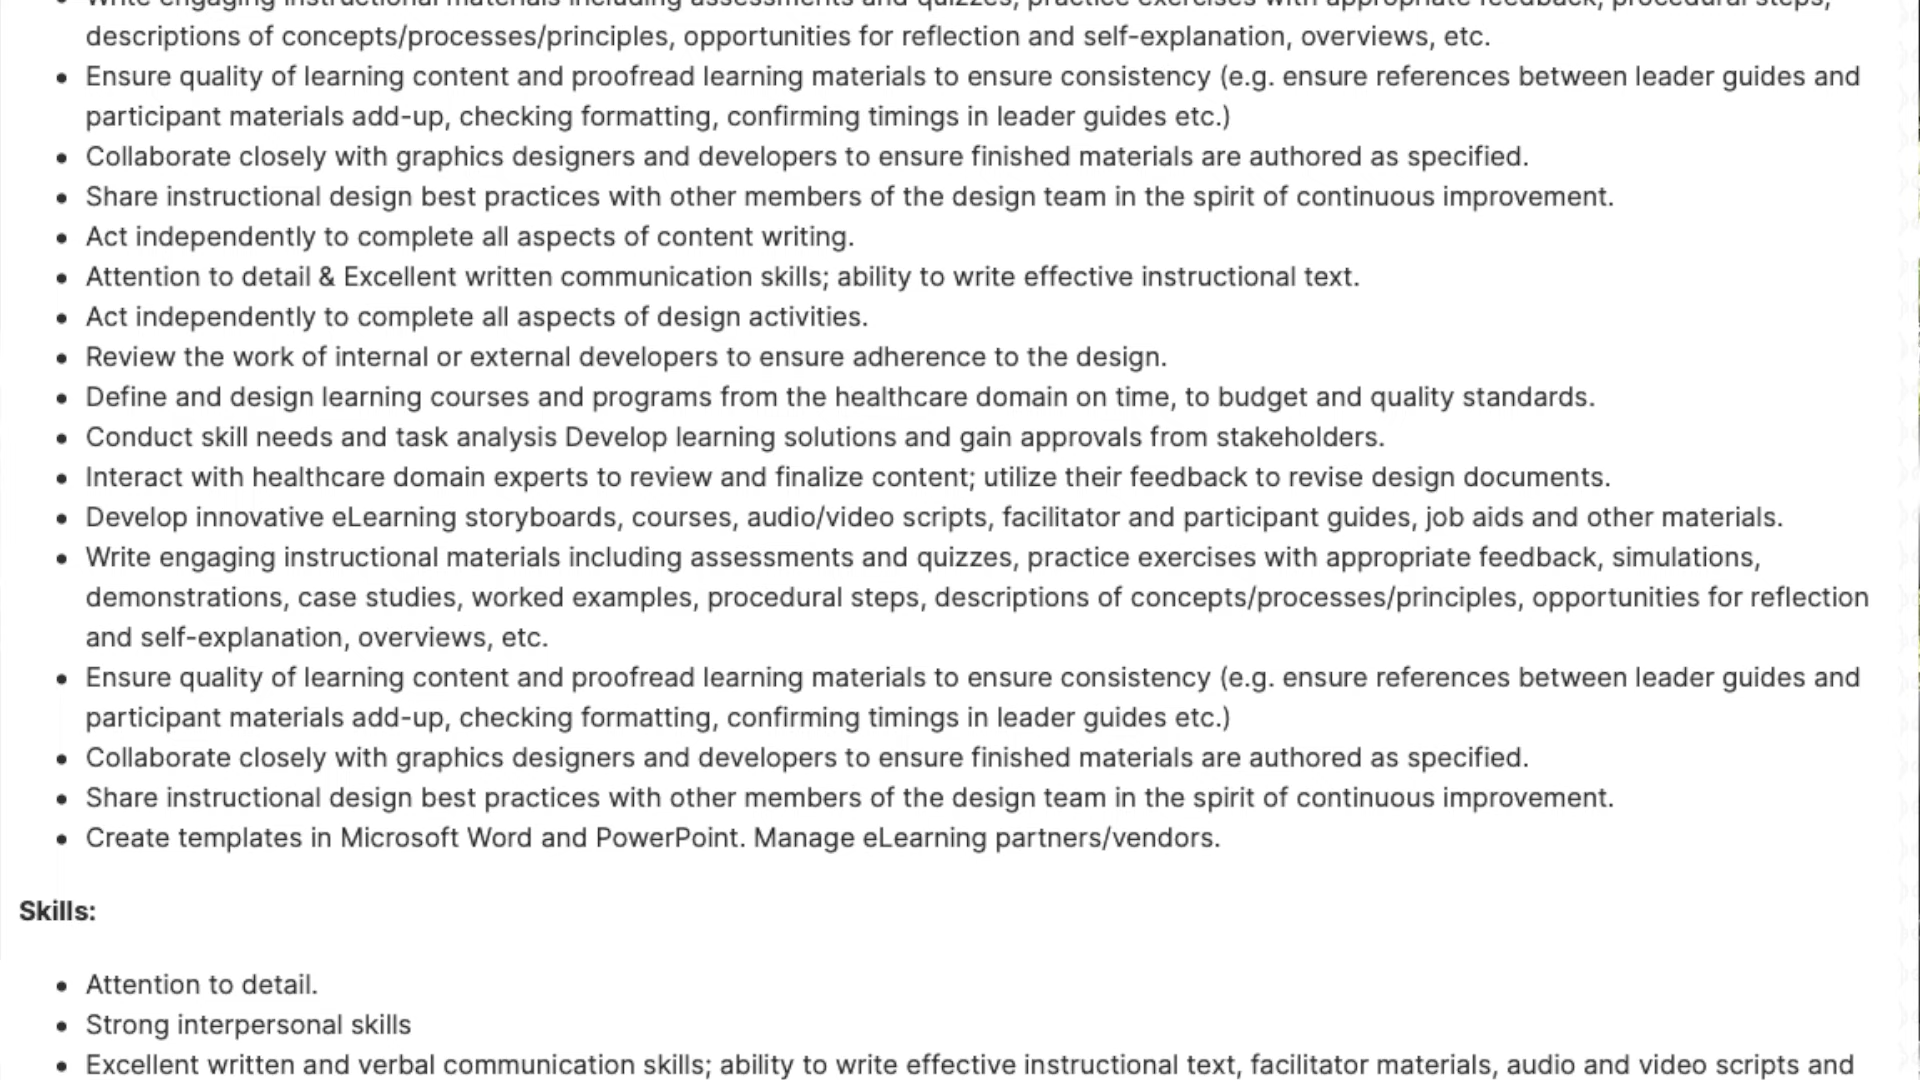 Write engaging instructional materials including assessments and quizzes, practice exercises with appropriate feedback, procedural steps,
descriptions of concepts/processes/principles, opportunities for reflection and self-explanation, overviews, etc.
• Ensure quality of learning content and proofread learning materials to ensure consistency (e.g. ensure references between leader guides and
participant materials add-up, checking formatting, confirming timings in leader guides etc.)
• Collaborate closely with graphics designers and developers to ensure finished materials are authored as specified.
• Share instructional design best practices with other members of the design team in the spirit of continuous improvement.
• Act independently to complete all aspects of content writing.
• Attention to detail & Excellent written communication skills; ability to write effective instructional text.
• Act independently to complete all aspects of design activities.
• Review the work of internal or external developers to ensure adherence to the design.
• Define and design learning courses and programs from the healthcare domain on time, to budget and quality standards.
• Conduct skill needs and task analysis Develop learning solutions and gain approvals from stakeholders.
• Interact with healthcare domain experts to review and finalize content; utilize their feedback to revise design documents.
• Develop innovative eLearning storyboards, courses, audio/video scripts, facilitator and participant guides, job aids and other materials.
• Write engaging instructional materials including assessments and quizzes, practice exercises with appropriate feedback, simulations,
demonstrations, case studies, worked examples, procedural steps, descriptions of concepts/processes/principles, opportunities for reflection
and self-explanation, overviews, etc.
• Ensure quality of learning content and proofread learning materials to ensure consistency (e.g. ensure references between leader guides and
participant materials add-up, checking formatting, confirming timings in leader guides etc.)
• Collaborate closely with graphics designers and developers to ensure finished materials are authored as specified.
• Share instructional design best practices with other members of the design team in the spirit of continuous improvement.
• Create templates in Microsoft Word and PowerPoint. Manage eLearning partners/vendors.
Skills:
• Attention to detail.
• Strong interpersonal skills
• Excellent written and verbal communication skills; ability to write effective instructional text, facilitator materials, audio and video scripts and